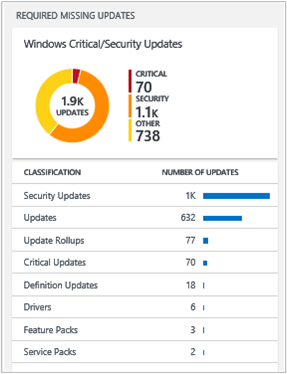 REQUIRED MISSING UPDATES
Windows Critical/Security Updates
1.9K
UPDATES
CRITICAL
70
SECURITY
1.1K
OTHER
738
CLASSIFICATION NUMBER OF UPDATES
Security Updates 1K
Updates 632
Update Rollups 77
Critical Updates 70
Definition Updates 18
Drivers 6
Feature Packs 3
Service Packs 2